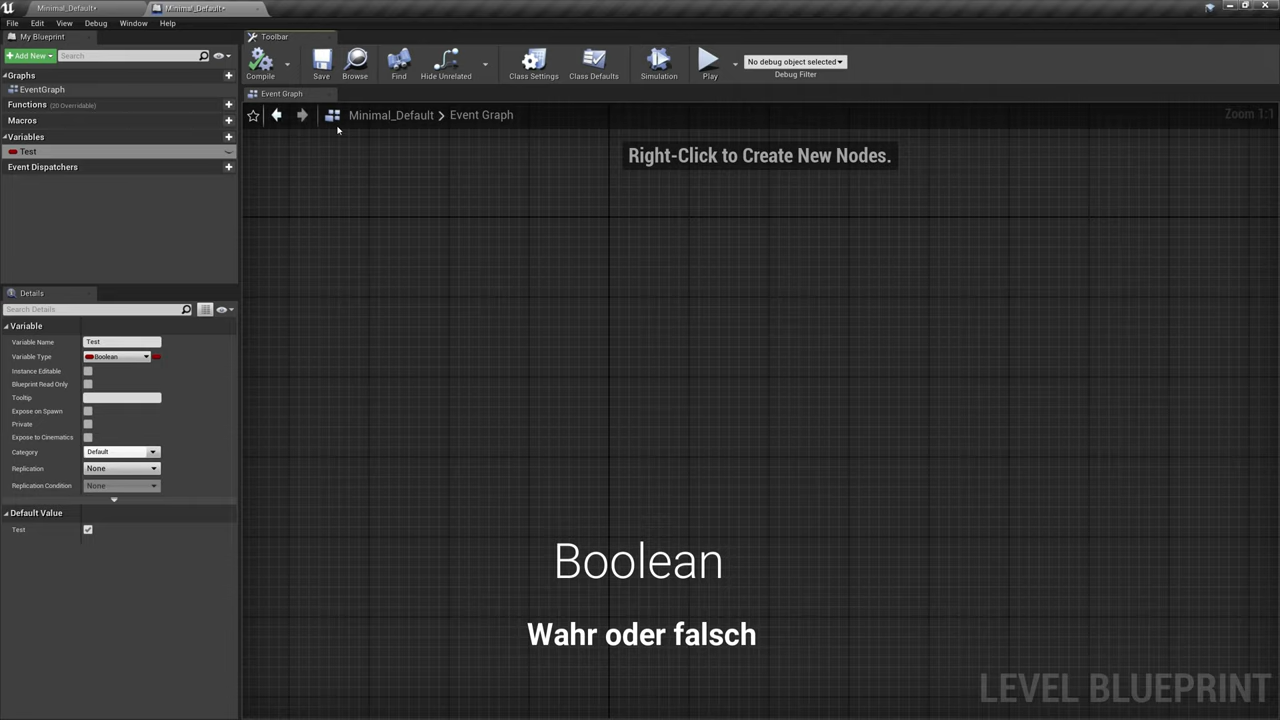 Minimal_Default*
Minimal_Default*
File Edit View Debug Window Help
My Blueprint
Toolbar
Add New
Search
Compile
Save
Browse
Find
Hide Unrelated
Class Settings
Class Defaults
Simulation
Play
No debug object selected
Debug Filter
Graphs
EventGraph
Functions (20 Overridable)
Macros
Variables
Test
Event Dispatchers
Event Graph
Minimal_Default > Event Graph
Zoom 1:1
Right-Click to Create New Nodes.
Details
Search Details
Variable
Variable Name Test
Variable Type Boolean
Instance Editable
Blueprint Read Only
Tooltip
Expose on Spawn
Private
Expose to Cinematics
Category Default
Replication None
Replication Condition None
Default Value
Test
Boolean
Wahr oder falsch
LEVEL BLUEPRINT